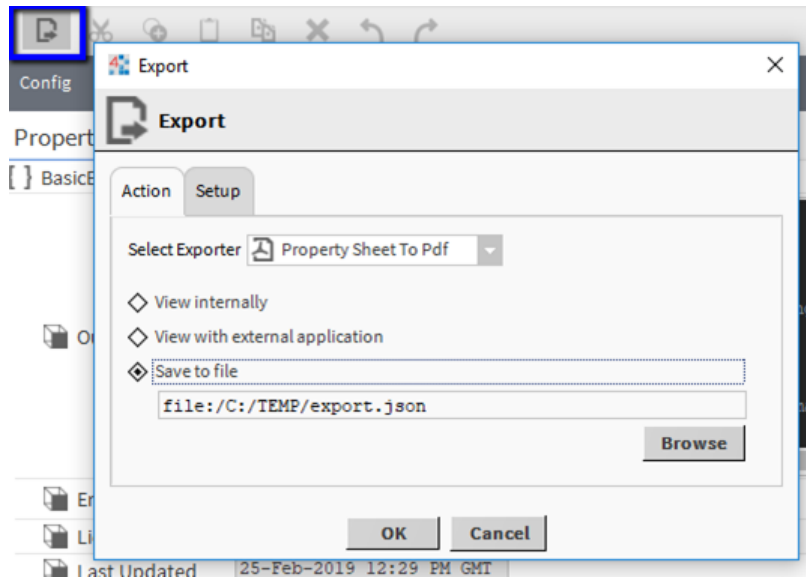 Export
Config
Export
Propert
{ } BasicE
Action Setup
Select Exporter Property Sheet To Pdf
View internally
View with external application
Save to file
file:/C:/TEMP/export.json
Browse
Er
Li
OK Cancel
Last Updated 25-Feb-2019 12:29 PM GMT